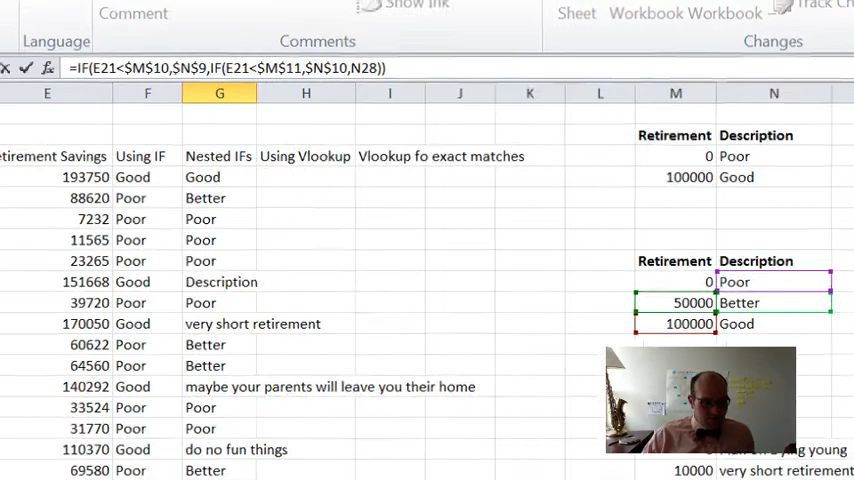 Show Ink
Track Ch
Comment
Sheet Workbook Workbook
Language Comments Changes
fx =IF(E21<$M$10,$N$9,IF(E21<$M$11,$N$10,N28))
E F G H I J K L M N
Retirement Description
etirement Savings Using IF Nested IFs Using Vlookup Vlookup fo exact matches 0 Poor
193750 Good Good 100000 Good
88620 Poor Better
7232 Poor Poor
11565 Poor Poor
23265 Poor Poor Retirement Description
151668 Good Description 0 Poor
39720 Poor Poor 50000 Better
170050 Good very short retirement 100000 Good
60622 Poor Better
64560 Poor Better
140292 Good maybe your parents will leave you their home
33524 Poor Poor
31770 Poor Poor
110370 Good do no fun things ying young
69580 Poor Better 10000 very short retirement